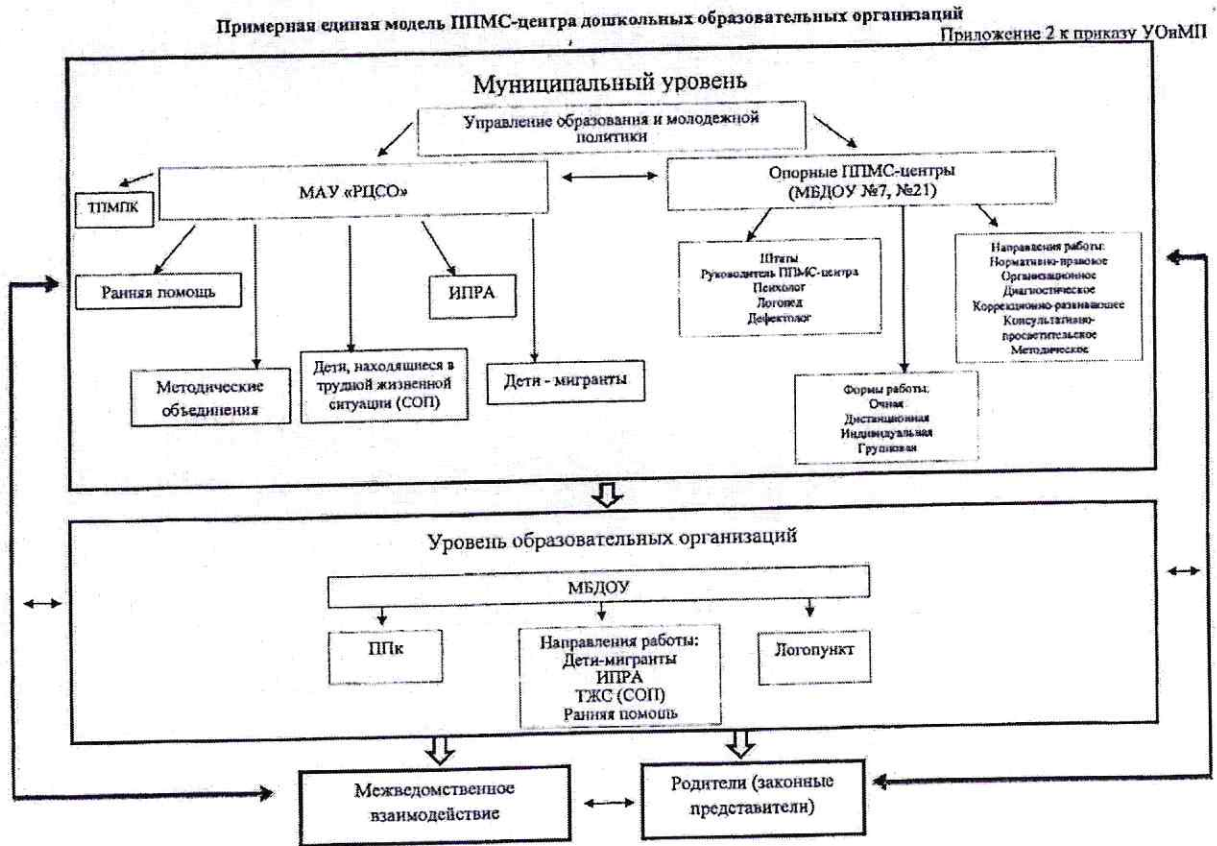 Примерная единая модель ППМС-центра дошкольных образовательных организаций
Приложение 2 к приказу УОиМП
Муниципальный уровень
Управление образования и молодежной
политики
МАУ «РЦСО»
Опорные ППМС-центры
(МБДОУ №7, №21)
ТПМПК
Ранняя помощь
ИПРА
Штаты
Руководитель ППМС-центра
Психолог
Логопед
Дефектолог
Направления работы:
Нормативно-правовое
Организационное
Диагностическое
Коррекционно-развивающее
Консультативно-
просветительское
Методическое
Методические
объединения
Дети, находящиеся в
трудной жизненной
ситуации (СОП)
Дети - мигранты
Формы работы:
Очная
Дистанционная
Индивидуальная
Групповая
Уровень образовательных организаций
МБДОУ
ППк
Направления работы:
Дети-мигранты
ИПРА
ТЖС (СОП)
Ранняя помощь
Логопункт
Межведомственное
взаимодействие
Родители (законные
представители)